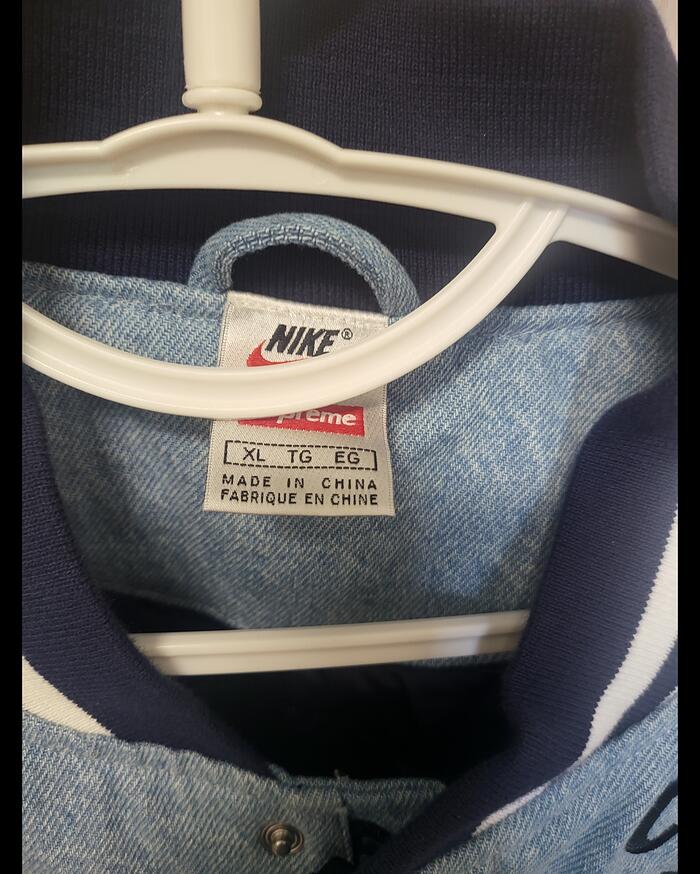 NIKE®
preme
XL TG EG
MADE IN CHINA
FABRIQUE EN CHINE